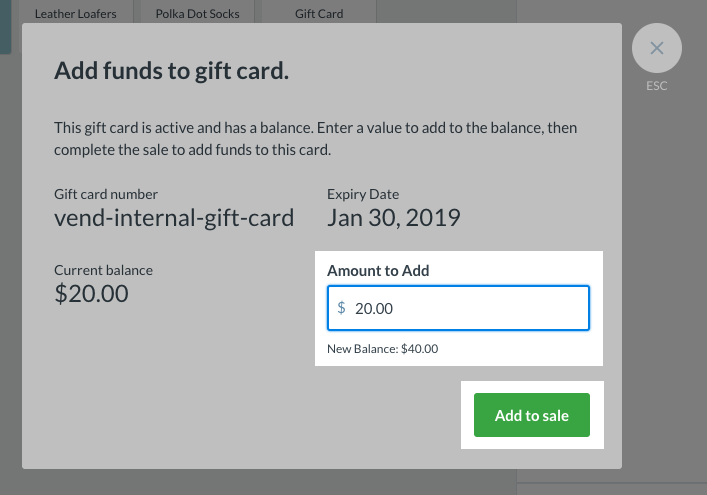 Leather Loafers
Polka Dot Socks
Gift Card
Add funds to gift card.
ESC
This gift card is active and has a balance. Enter a value to add to the balance, then
complete the sale to add funds to this card.
Gift card number
Expiry Date
vend-internal-gift-card
Jan 30, 2019
Current balance
$20.00
Amount to Add
$ 20.00
New Balance: $40.00
Add to sale